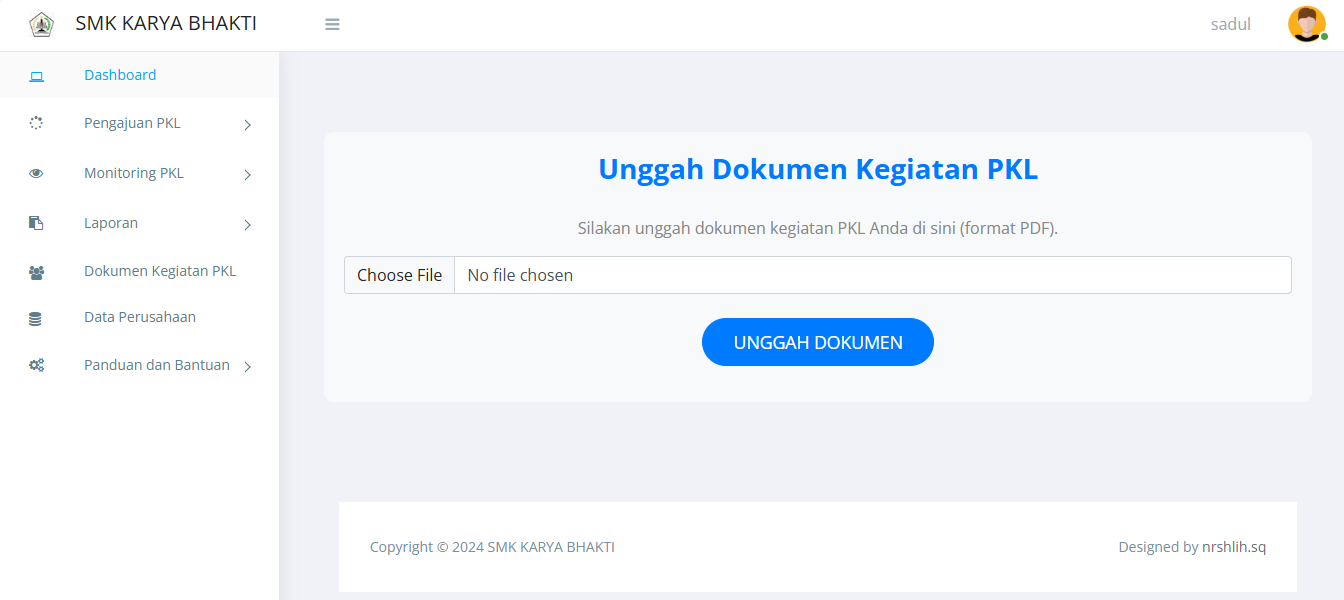 SMK KARYA BHAKTI
sadul
Dashboard
Pengajuan PKL
Monitoring PKL
Laporan
Dokumen Kegiatan PKL
Data Perusahaan
Panduan dan Bantuan
Unggah Dokumen Kegiatan PKL
Silakan unggah dokumen kegiatan PKL Anda di sini (format PDF).
Choose File No file chosen
UNGGAH DOKUMEN
Copyright © 2024 SMK KARYA BHAKTI
Designed by nrshlih.sq